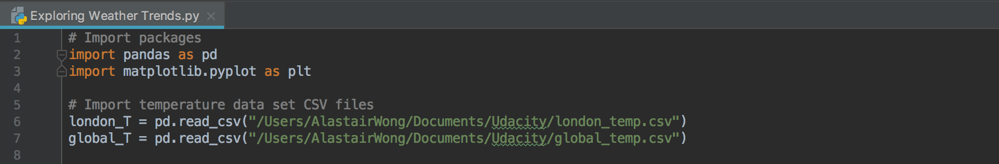 Exploring Weather Trends.py
1 # Import packages
2 import pandas as pd
3 import matplotlib.pyplot as plt
4
5 # Import temperature data set CSV files
6 london_T = pd.read_csv("/Users/AlastairWong/Documents/Udacity/london_temp.csv")
7 global_T = pd.read_csv("/Users/AlastairWong/Documents/Udacity/global_temp.csv")
8